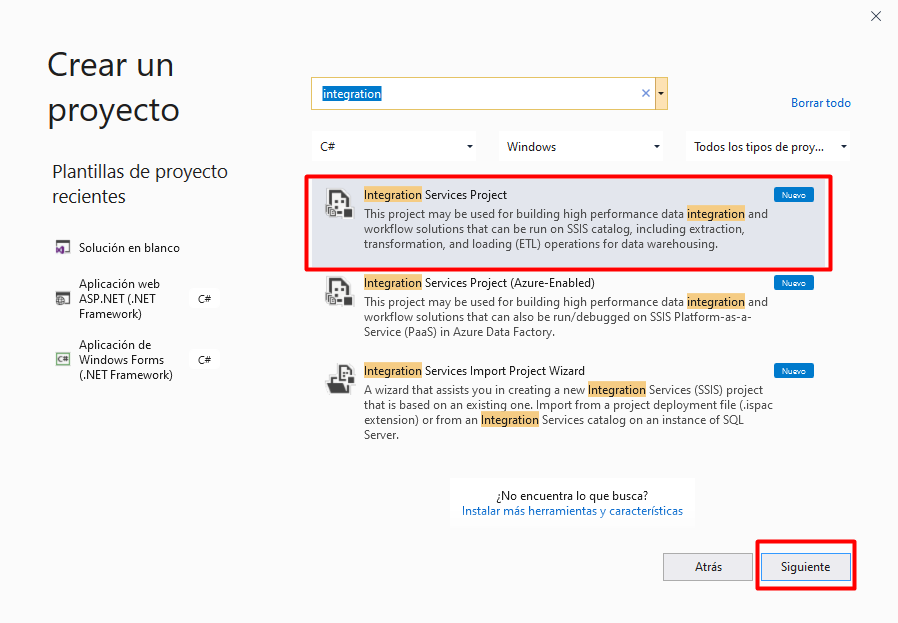 Crear un
proyecto
Plantillas de proyecto
recientes
Solución en blanco
Aplicación web
ASP.NET (.NET
Framework)
C#
Aplicación de
Windows Forms
(.NET Framework)
C#
integration
Borrar todo
C#
Windows
Todos los tipos de proy...
Integration Services Project
Nuevo
This project may be used for building high performance data integration and
workflow solutions that can be run on SSIS catalog, including extraction,
transformation, and loading (ETL) operations for data warehousing.
Integration Services Project (Azure-Enabled)
Nuevo
This project may be used for building high performance data integration and
workflow solutions that can also be run/debugged on SSIS Platform-as-a-
Service (PaaS) in Azure Data Factory.
Integration Services Import Project Wizard
Nuevo
A wizard that assists you in creating a new Integration Services (SSIS) project
that is based on an existing one. Import from a project deployment file (.ispac
extension) or from an Integration Services catalog on an instance of SQL
Server.
¿No encuentra lo que busca?
Instalar más herramientas y características
Atrás
Siguiente